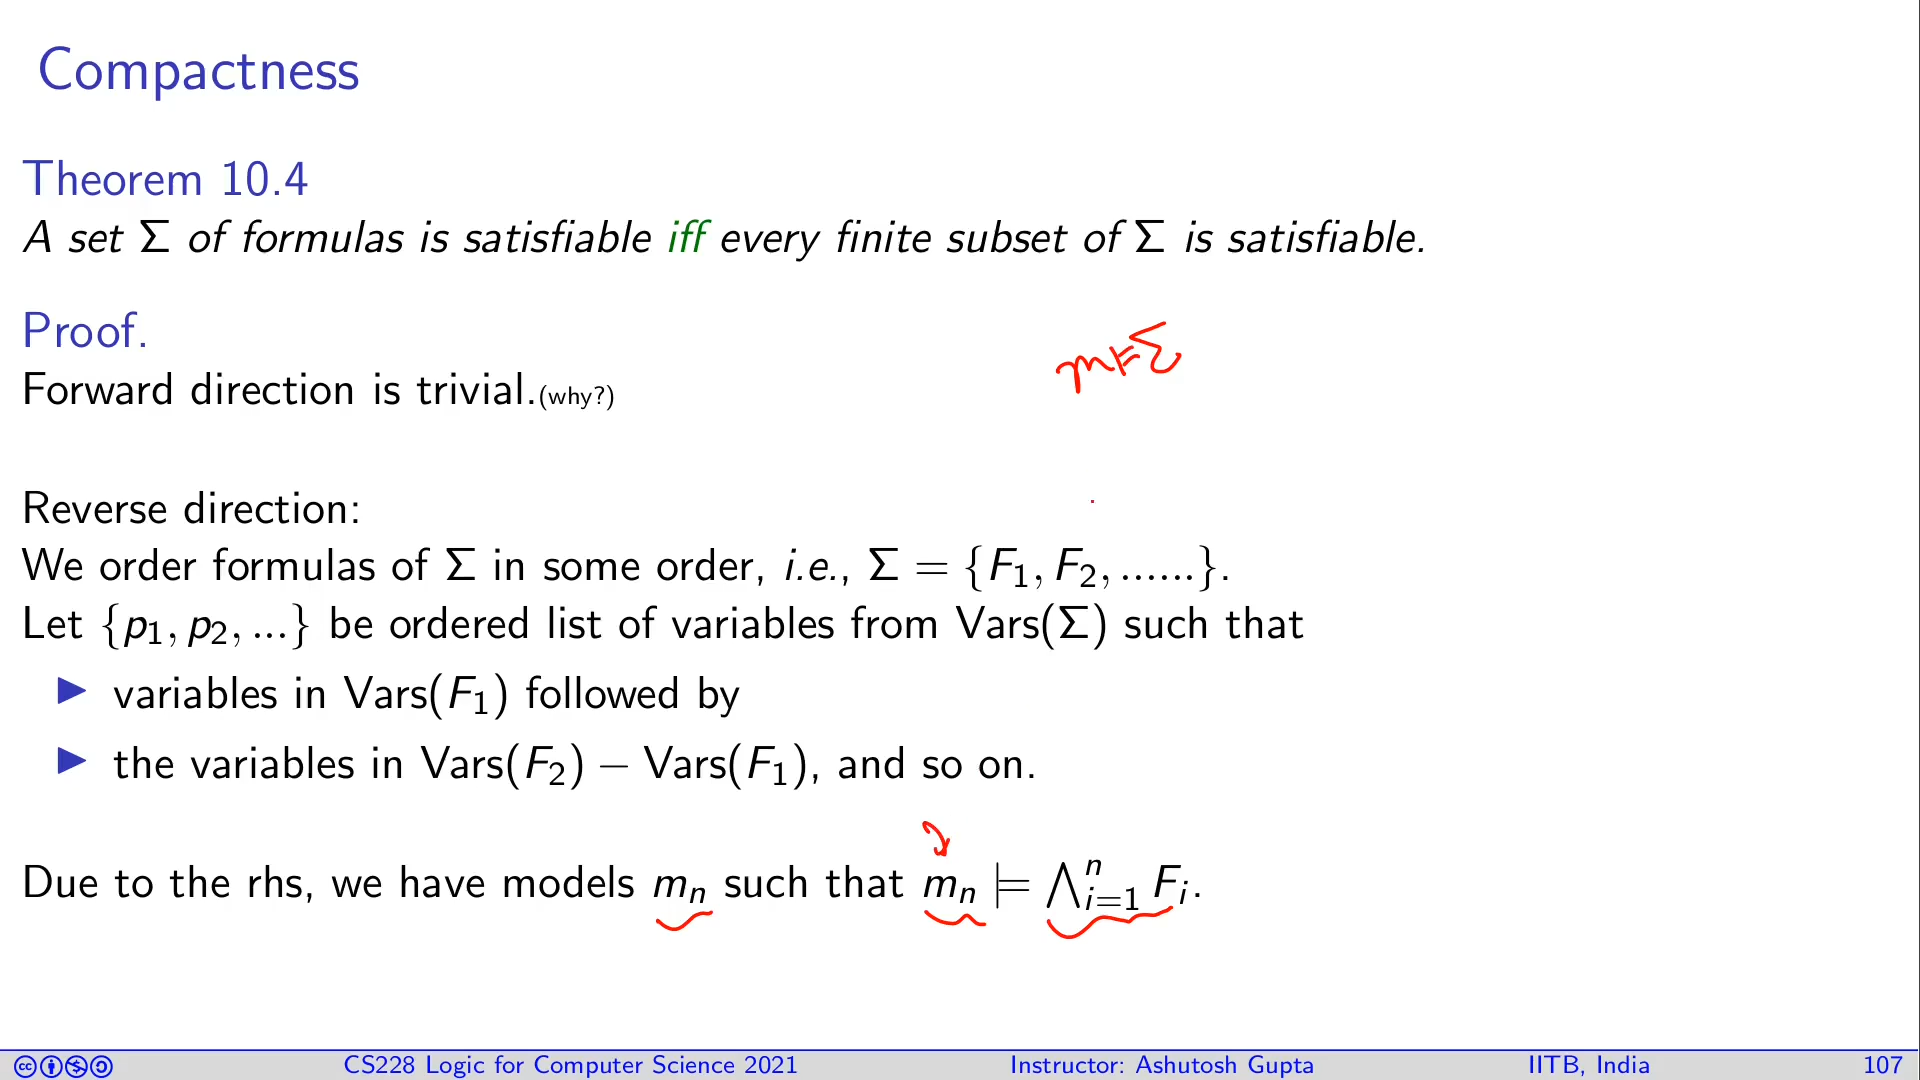 Compactness
Theorem 10.4
A set Σ of formulas is satisfiable iff every finite subset of Σ is satisfiable.
Proof.
m ⊨ Σ
Forward direction is trivial.(why?)
Reverse direction:
We order formulas of Σ in some order, i.e., Σ = {F₁, F₂, ......}.
Let {p₁, p₂, ...} be ordered list of variables from Vars(Σ) such that
▶ variables in Vars(F₁) followed by
▶ the variables in Vars(F₂) − Vars(F₁), and so on.
Due to the rhs, we have models mₙ such that mₙ ⊨ ⋀ⁿᵢ₌₁ Fᵢ.
CS228 Logic for Computer Science 2021 Instructor: Ashutosh Gupta IITB, India 107